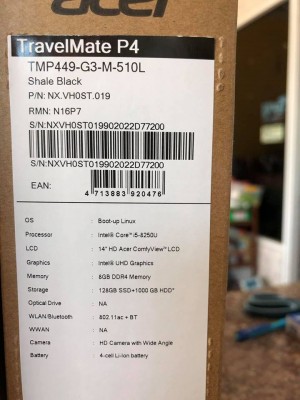 acer
TravelMate P4
TMP449-G3-M-510L
Shale Black
P/N: NX.VH0ST.019
RMN: N16P7
S/N:NXVH0ST019902022D77200
S/N:NXVH0ST019902022D77200
EAN:
4 713883 920476
OS : Boot-up Linux
Processor : Intel® Core™ i5-8250U
LCD : 14" HD Acer ComfyView™ LCD
Graphics : Intel® UHD Graphics
Memory : 8GB DDR4 Memory
Storage : 128GB SSD+1000 GB HDD*
Optical Drive : NA
WLAN/Bluetooth : 802.11ac + BT
WWAN : NA
Camera : HD Camera with Wide Angle
Battery : 4-cell Li-Ion battery